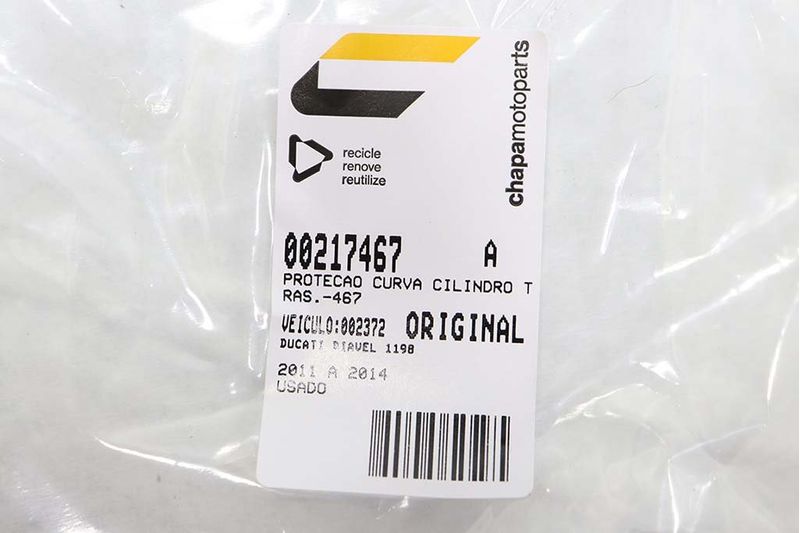 chapamotoparts
recicle
renove
reutilize
00217467 A
PROTECAO CURVA CILINDRO T
RAS.-467
VEICULO:002372 ORIGINAL
DUCATI DIAVEL 1198
2011 A 2014
USADO